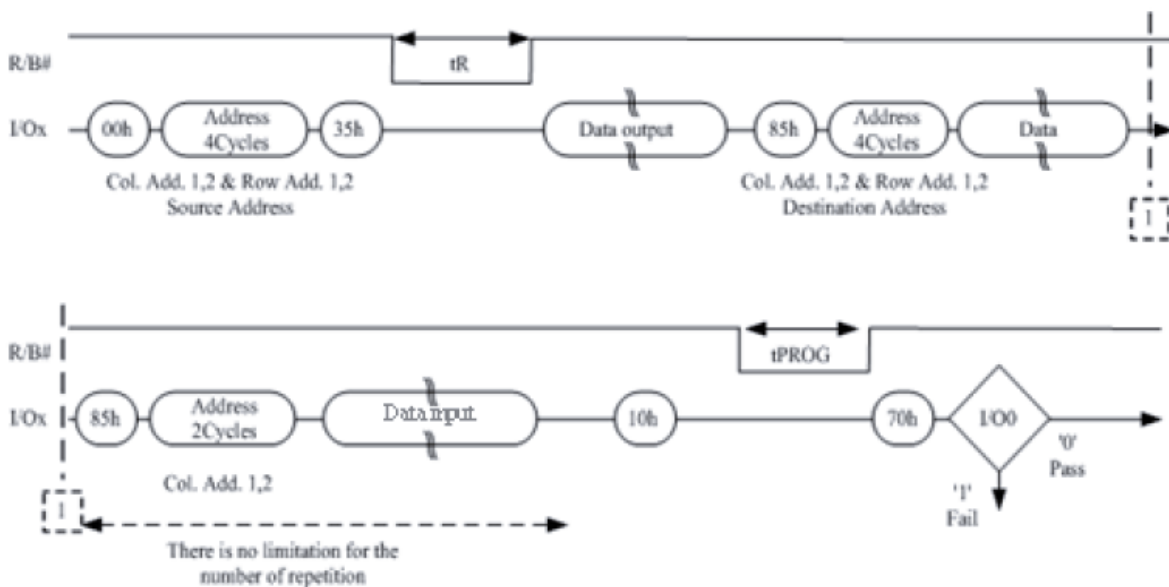 R/B#
tR
I/Ox
00h
Address
4Cycles
35h
Data output
85h
Address
4Cycles
Data
Col. Add. 1,2 & Row Add. 1,2
Source Address
Col. Add. 1,2 & Row Add. 1,2
Destination Address
1
R/B#
tPROG
I/Ox
85h
Address
2Cycles
Data input
10h
70h
I/O0
'0'
Pass
Col. Add. 1,2
'1'
Fail
1
There is no limitation for the
number of repetition